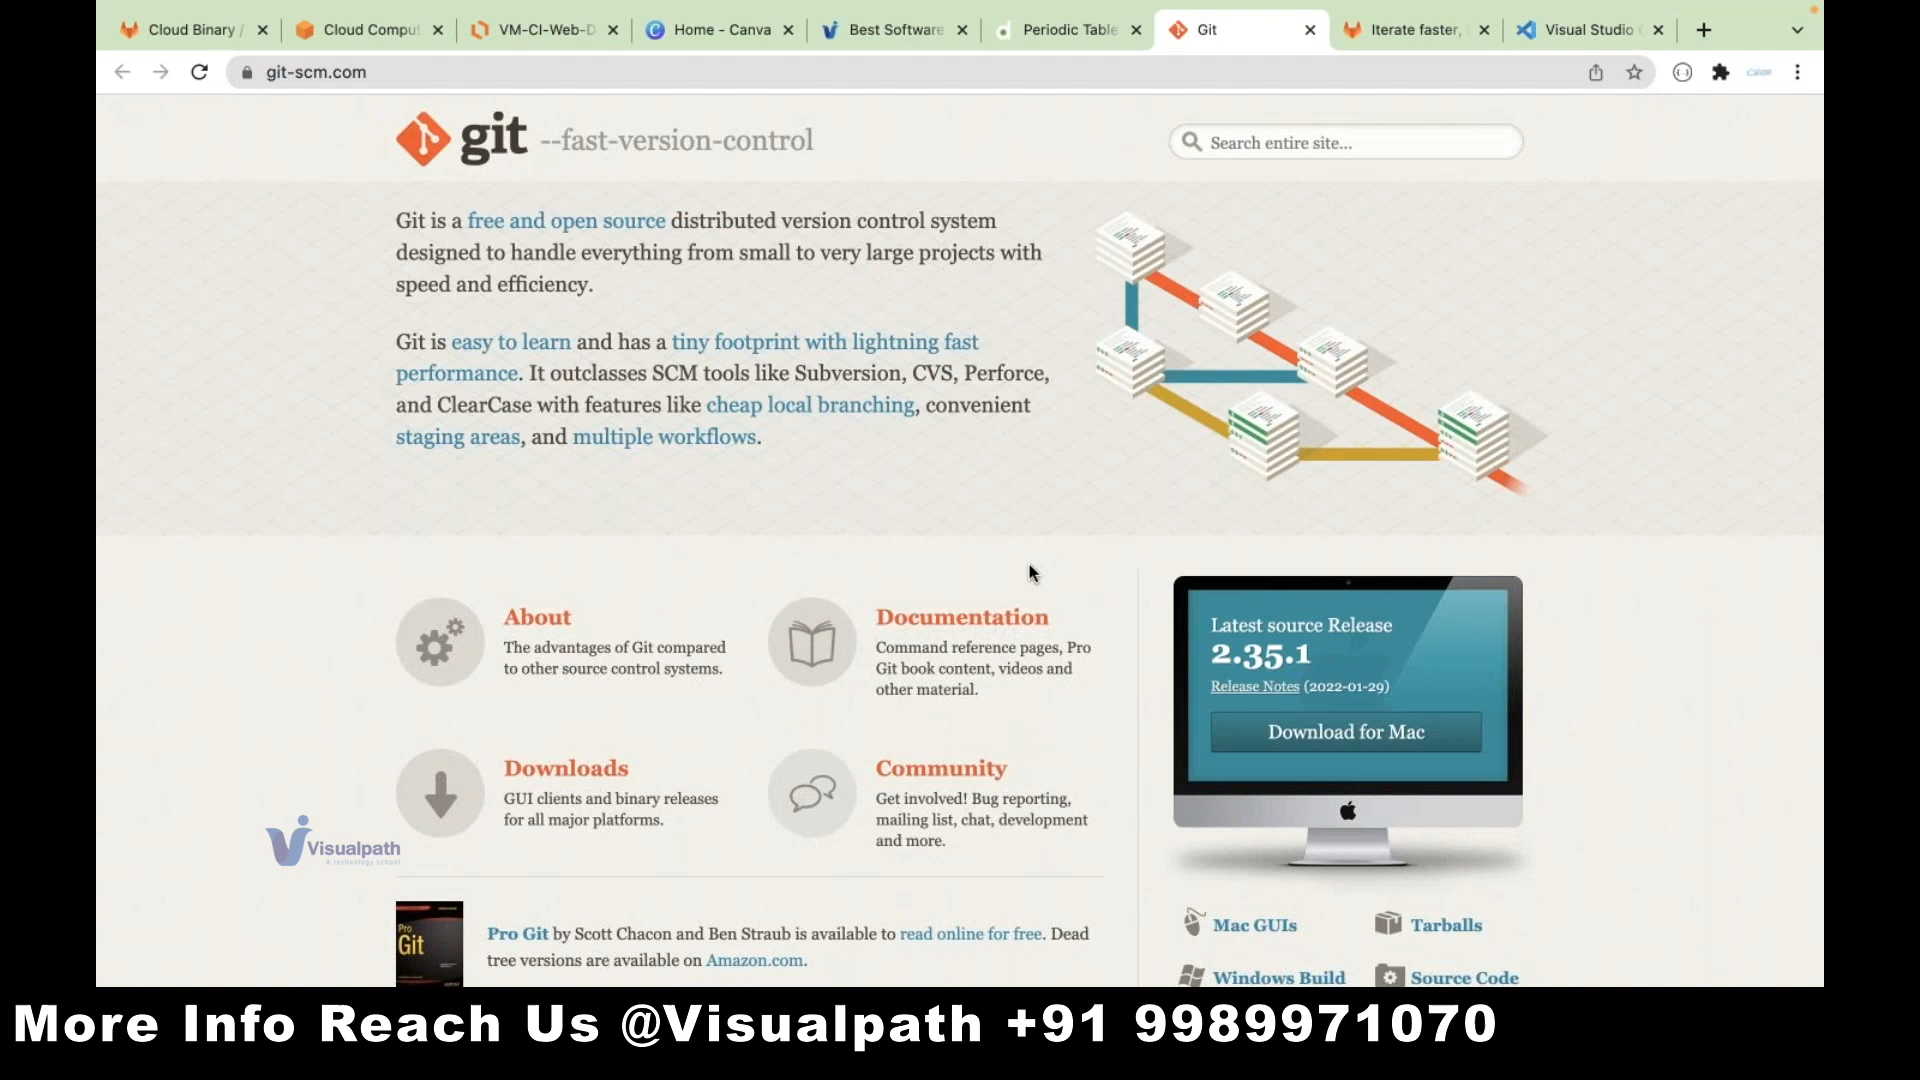 Cloud Binary /
Cloud Comput
VM-CI-Web-D
Home - Canva
Best Software
Periodic Table
Git
Iterate faster,
Visual Studio
git-scm.com
git --fast-version-control
Search entire site...
Git is a free and open source distributed version control system
designed to handle everything from small to very large projects with
speed and efficiency.
Git is easy to learn and has a tiny footprint with lightning fast
performance. It outclasses SCM tools like Subversion, CVS, Perforce,
and ClearCase with features like cheap local branching, convenient
staging areas, and multiple workflows.
About
The advantages of Git compared
to other source control systems.
Documentation
Command reference pages, Pro
Git book content, videos and
other material.
Downloads
GUI clients and binary releases
for all major platforms.
Community
Get involved! Bug reporting,
mailing list, chat, development
and more.
Latest source Release
2.35.1
Release Notes (2022-01-29)
Download for Mac
Mac GUIs
Tarballs
Windows Build
Source Code
Visualpath
A technology school
Pro
Git
Pro Git by Scott Chacon and Ben Straub is available to read online for free. Dead
tree versions are available on Amazon.com.
More Info Reach Us @Visualpath +91 9989971070